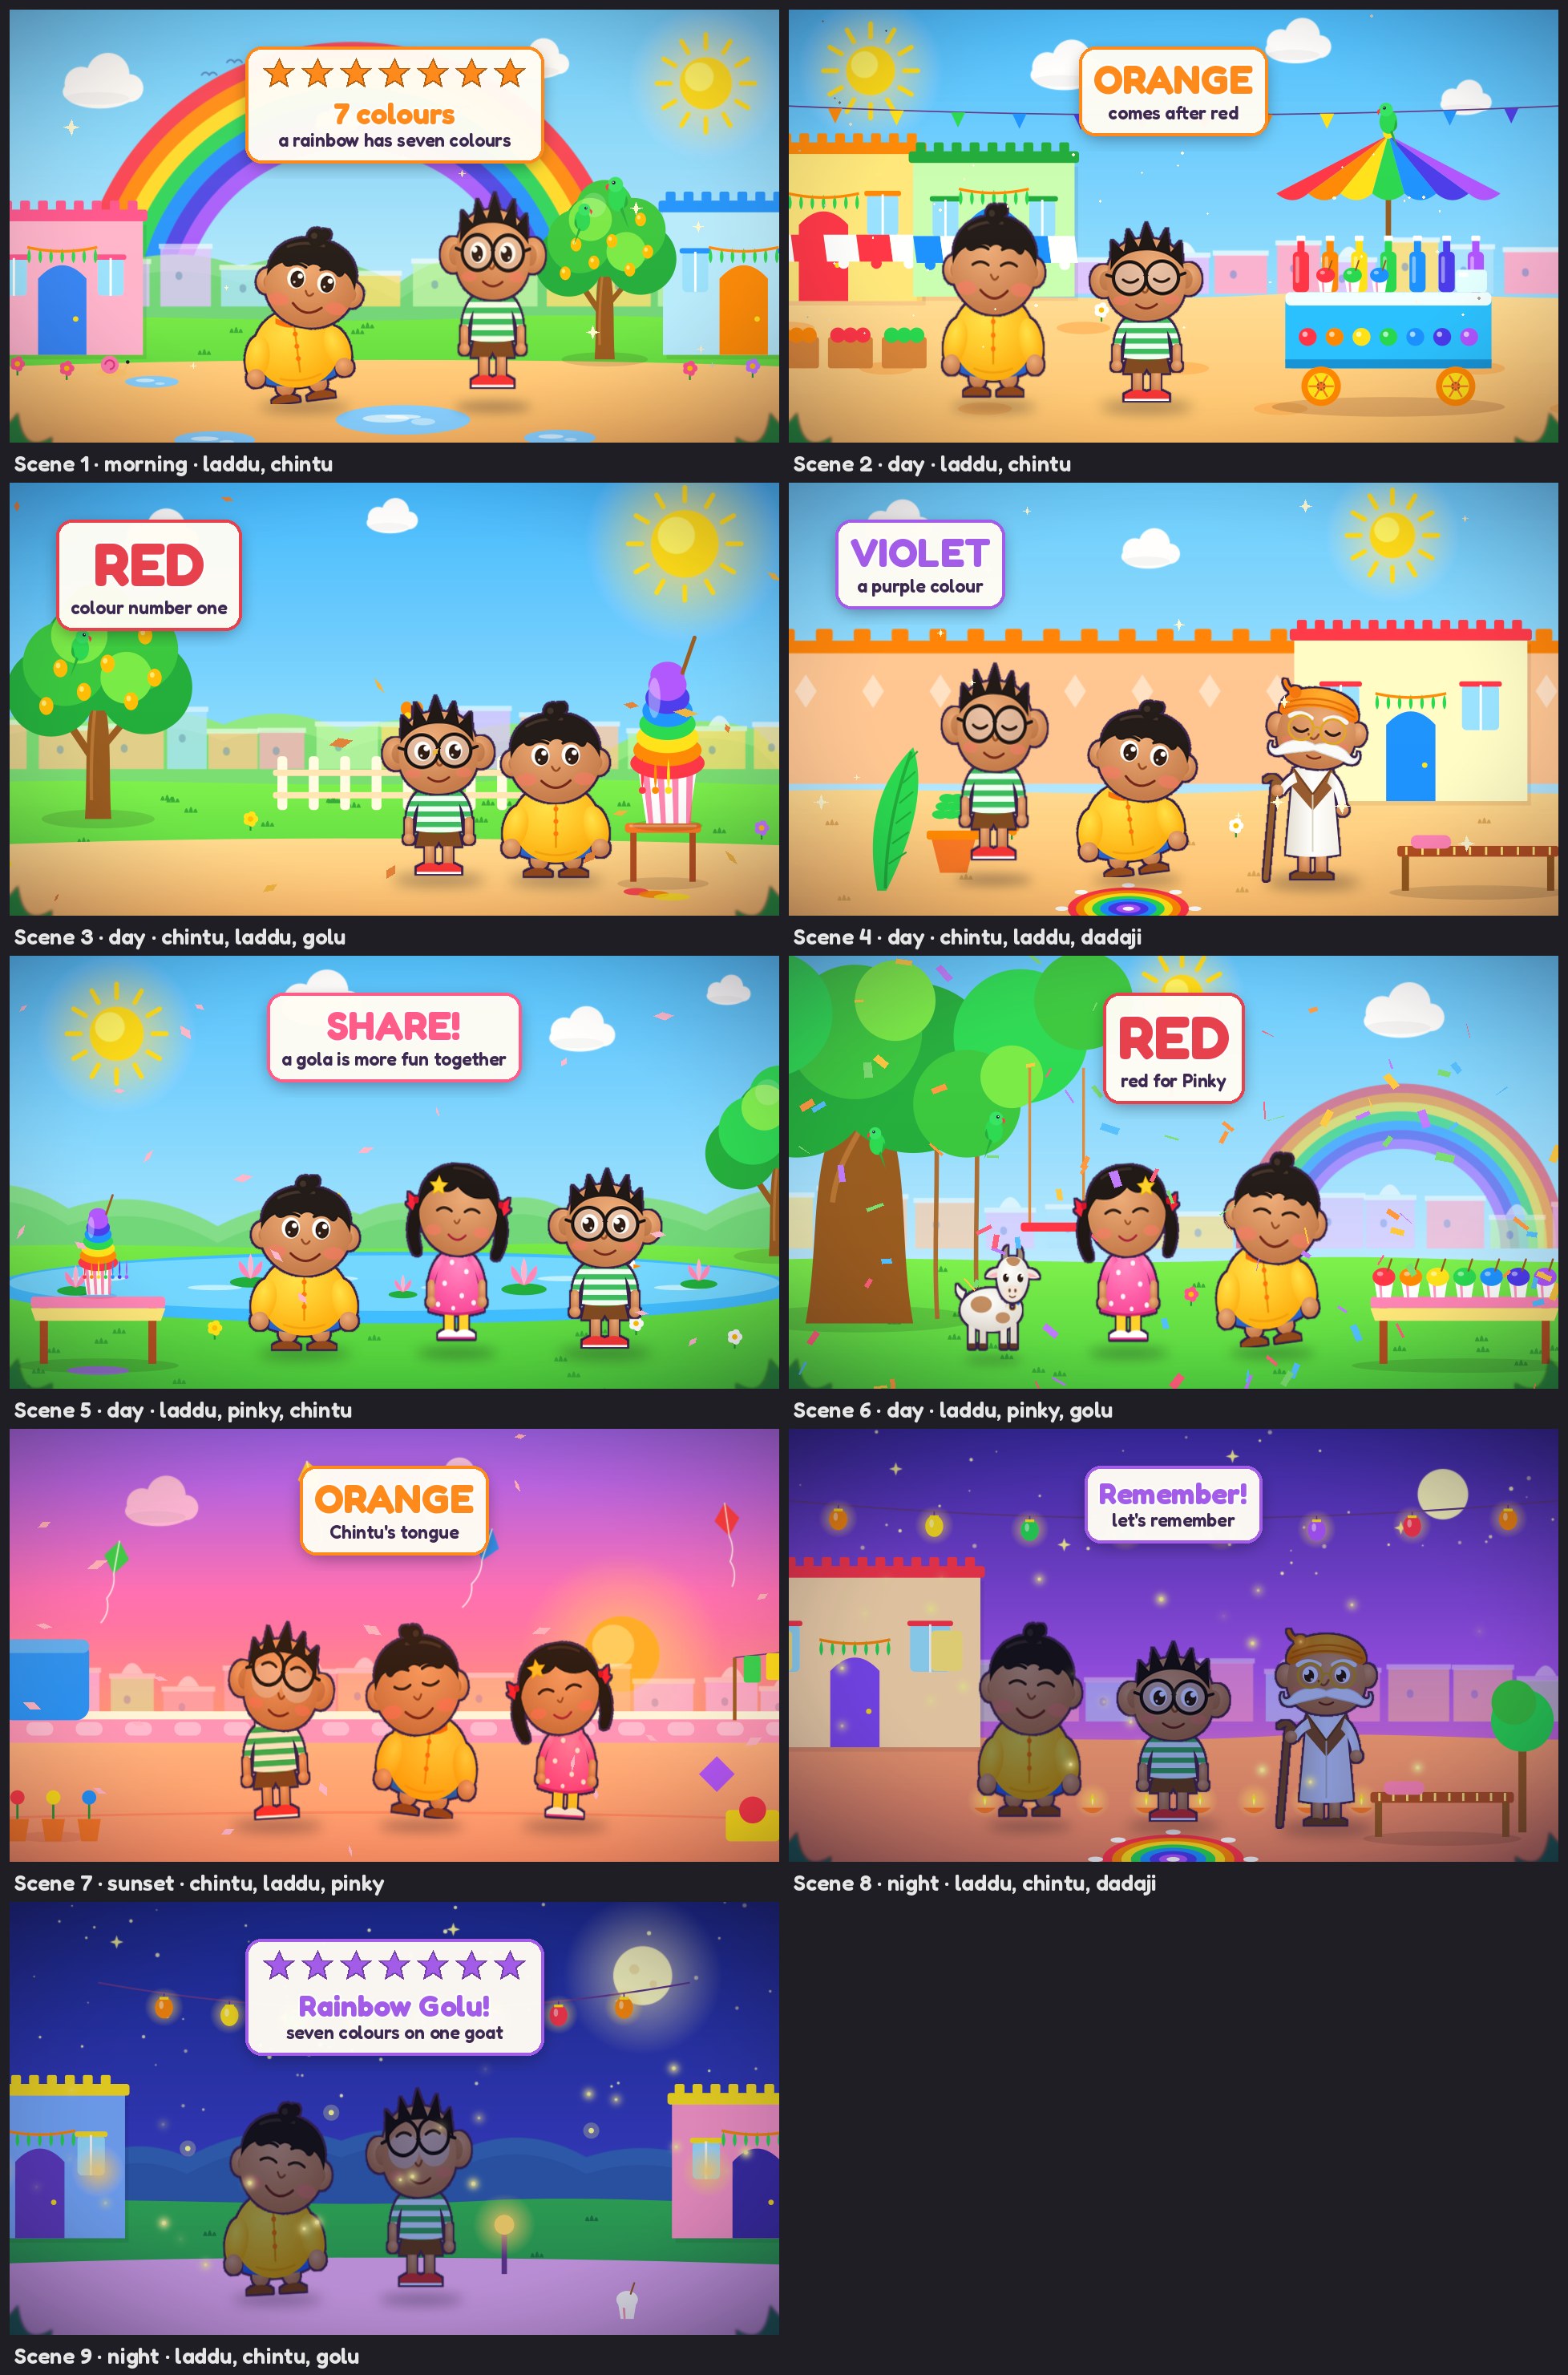 7 colours
a rainbow has seven colours
Scene 1 · morning · laddu, chintu
ORANGE
comes after red
Scene 2 · day · laddu, chintu
RED
colour number one
Scene 3 · day · chintu, laddu, golu
VIOLET
a purple colour
Scene 4 · day · chintu, laddu, dadaji
SHARE!
a gola is more fun together
Scene 5 · day · laddu, pinky, chintu
RED
red for Pinky
Scene 6 · day · laddu, pinky, golu
ORANGE
Chintu's tongue
Scene 7 · sunset · chintu, laddu, pinky
Remember!
let's remember
Scene 8 · night · laddu, chintu, dadaji
Rainbow Golu!
seven colours on one goat
Scene 9 · night · laddu, chintu, golu